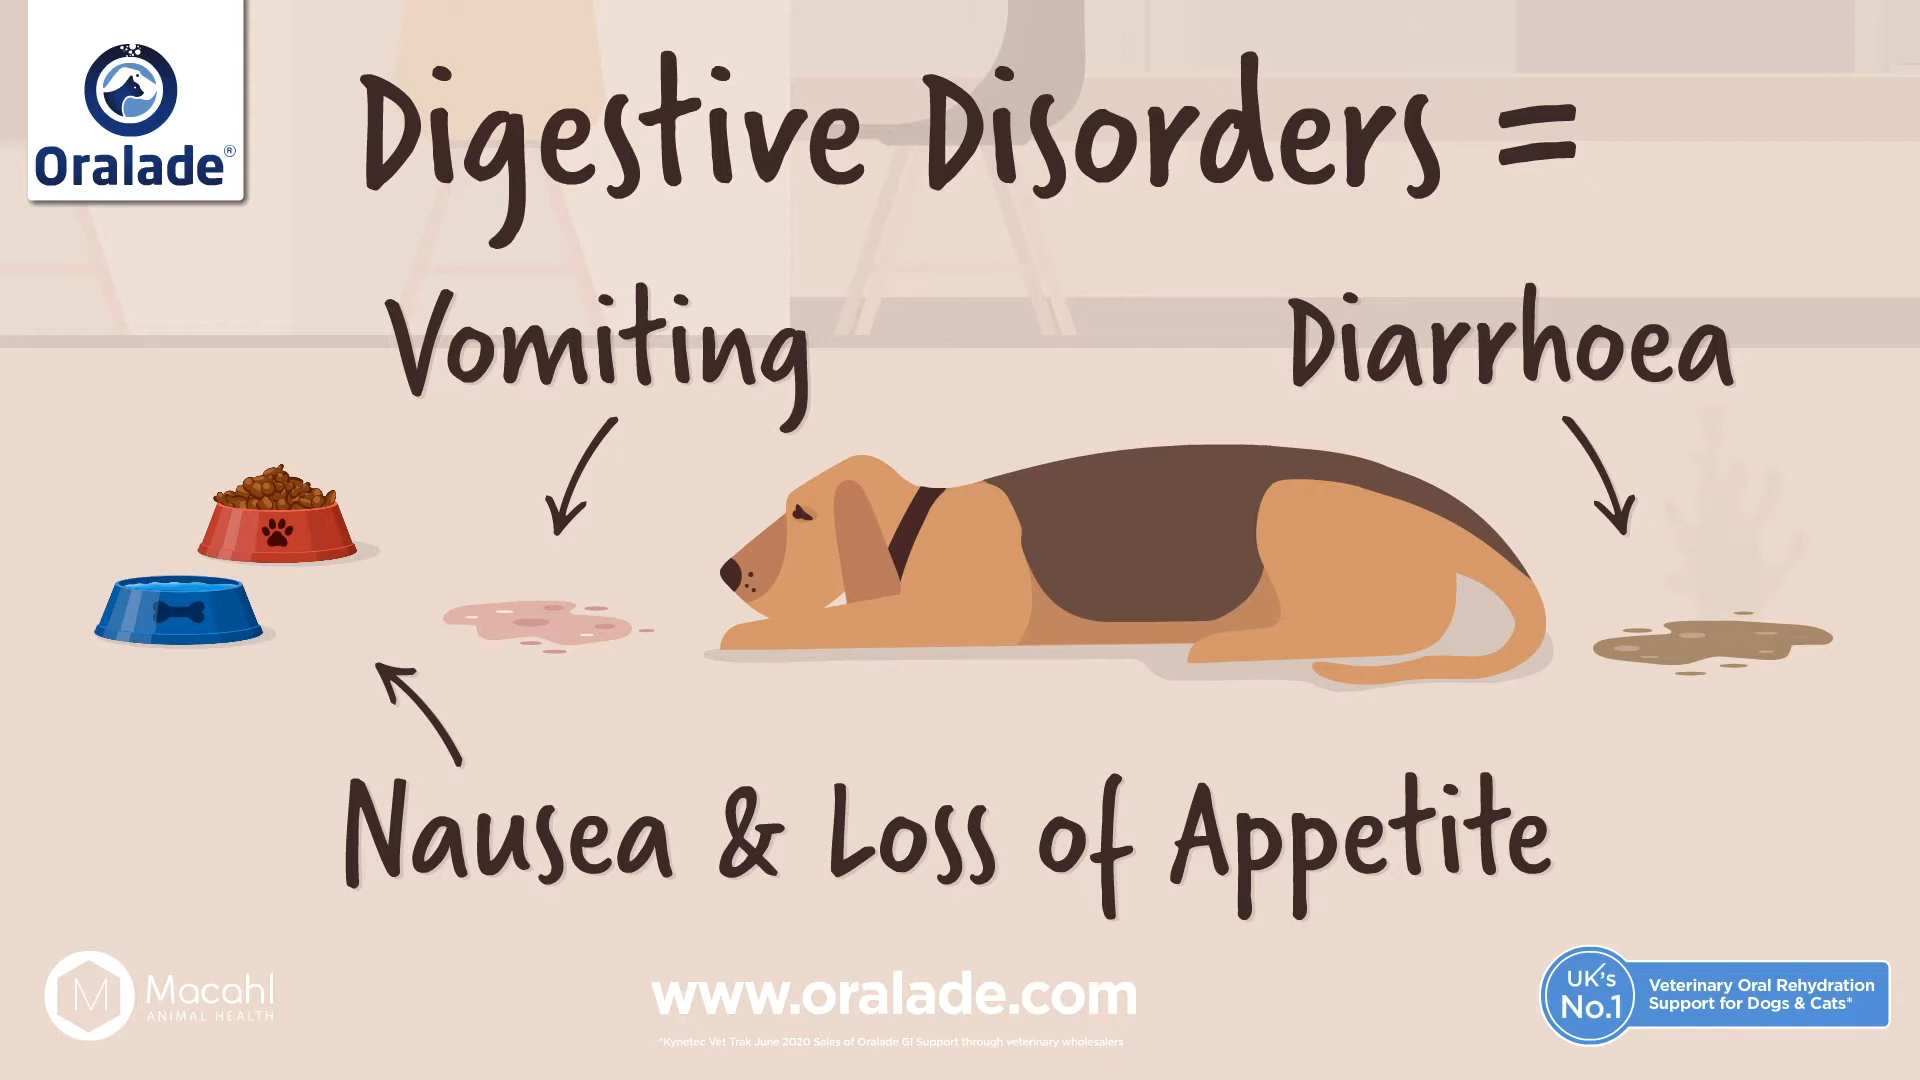 Oralade®
Digestive Disorders =
Vomiting
Diarrhoea
Nausea & Loss of Appetite
M
Macahl
ANIMAL HEALTH
www.oralade.com
*Kynetec Vet Trak June 2020 Sales of Oralade GI Support through veterinary wholesalers
UK's
No.1
Veterinary Oral Rehydration
Support for Dogs & Cats*